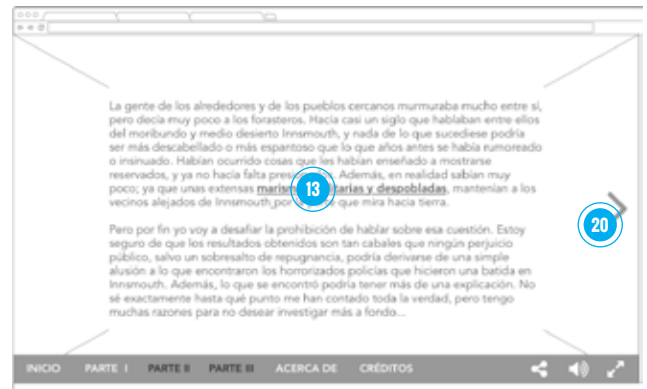 La gente de los alrededores y de los pueblos cercanos murmuraba mucho entre sí,
pero decía muy poco a los forasteros. Hacía casi un siglo que hablaban entre ellos
del moribundo y medio desierto Innsmouth, y nada de lo que sucediese podría
ser más descabellado o más espantoso que lo que años antes se había rumoreado
o insinuado. Habían ocurrido cosas que les habían enseñado a mostrarse
reservados, y ya no hacía falta Además, en realidad sabían muy
poco; ya que unas extensas 13 y despobladas, mantenían a los
vecinos alejados de Innsmouth que mira hacia tierra.
20
Pero por fin yo voy a desafiar la prohibición de hablar sobre esa cuestión. Estoy
seguro de que los resultados obtenidos son tan cabales que ningún perjuicio
público, salvo un sobresalto de repugnancia, podría derivarse de una simple
alusión a lo que encontraron los horrorizados policías que hicieron una batida en
Innsmouth. Además, lo que se encontró podría tener más de una explicación. No
sé exactamente hasta qué punto me han contado toda la verdad, pero tengo
muchas razones para no desear investigar más a fondo...
INICIO PARTE I PARTE II PARTE III ACERCA DE CRÉDITOS